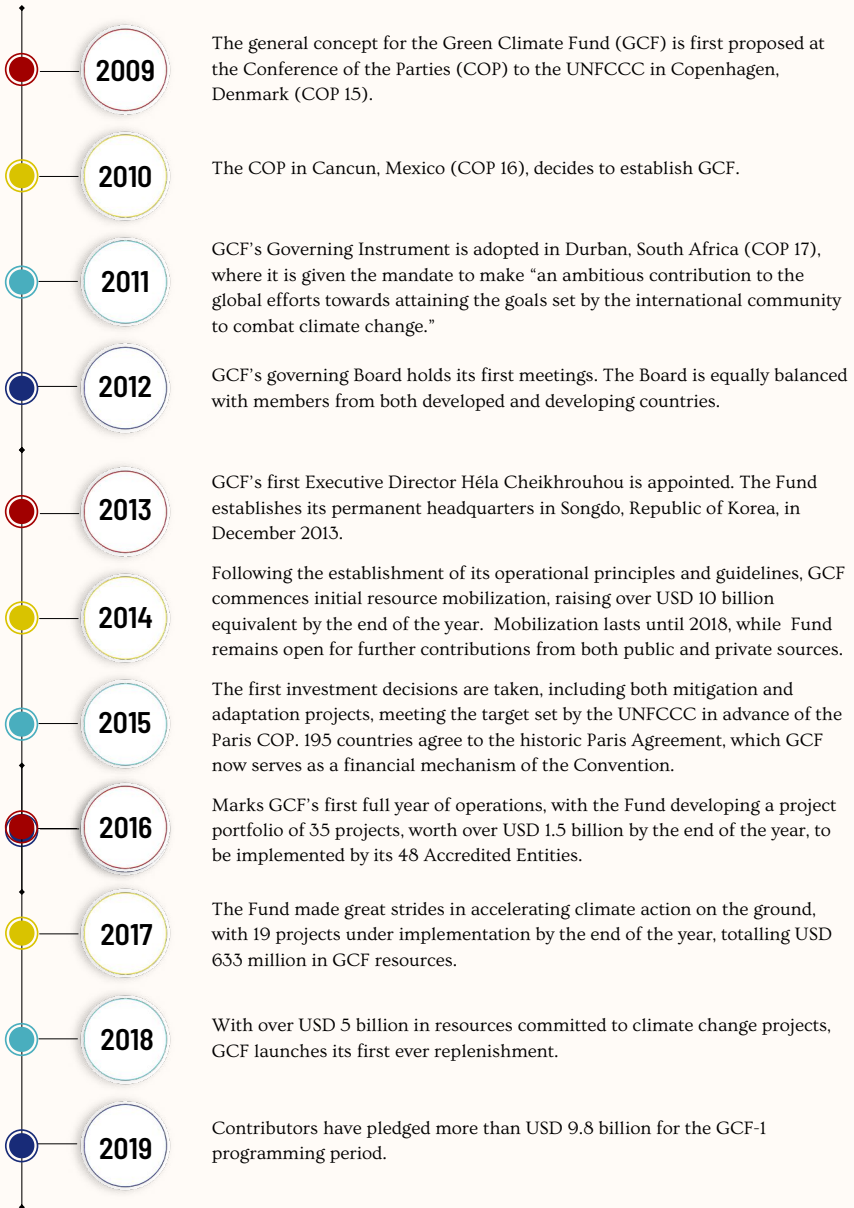 2009
The general concept for the Green Climate Fund (GCF) is first proposed at
the Conference of the Parties (COP) to the UNFCCC in Copenhagen,
Denmark (COP 15).
2010
The COP in Cancun, Mexico (COP 16), decides to establish GCF.
2011
GCF's Governing Instrument is adopted in Durban, South Africa (COP 17),
where it is given the mandate to make “an ambitious contribution to the
global efforts towards attaining the goals set by the international community
to combat climate change.”
2012
GCF's governing Board holds its first meetings. The Board is equally balanced
with members from both developed and developing countries.
2013
GCF's first Executive Director Héla Cheikhrouhou is appointed. The Fund
establishes its permanent headquarters in Songdo, Republic of Korea, in
December 2013.
2014
Following the establishment of its operational principles and guidelines, GCF
commences initial resource mobilization, raising over USD 10 billion
equivalent by the end of the year. Mobilization lasts until 2018, while Fund
remains open for further contributions from both public and private sources.
2015
The first investment decisions are taken, including both mitigation and
adaptation projects, meeting the target set by the UNFCCC in advance of the
Paris COP. 195 countries agree to the historic Paris Agreement, which GCF
now serves as a financial mechanism of the Convention.
2016
Marks GCF's first full year of operations, with the Fund developing a project
portfolio of 35 projects, worth over USD 1.5 billion by the end of the year, to
be implemented by its 48 Accredited Entities.
2017
The Fund made great strides in accelerating climate action on the ground,
with 19 projects under implementation by the end of the year, totalling USD
633 million in GCF resources.
2018
With over USD 5 billion in resources committed to climate change projects,
GCF launches its first ever replenishment.
2019
Contributors have pledged more than USD 9.8 billion for the GCF-1
programming period.